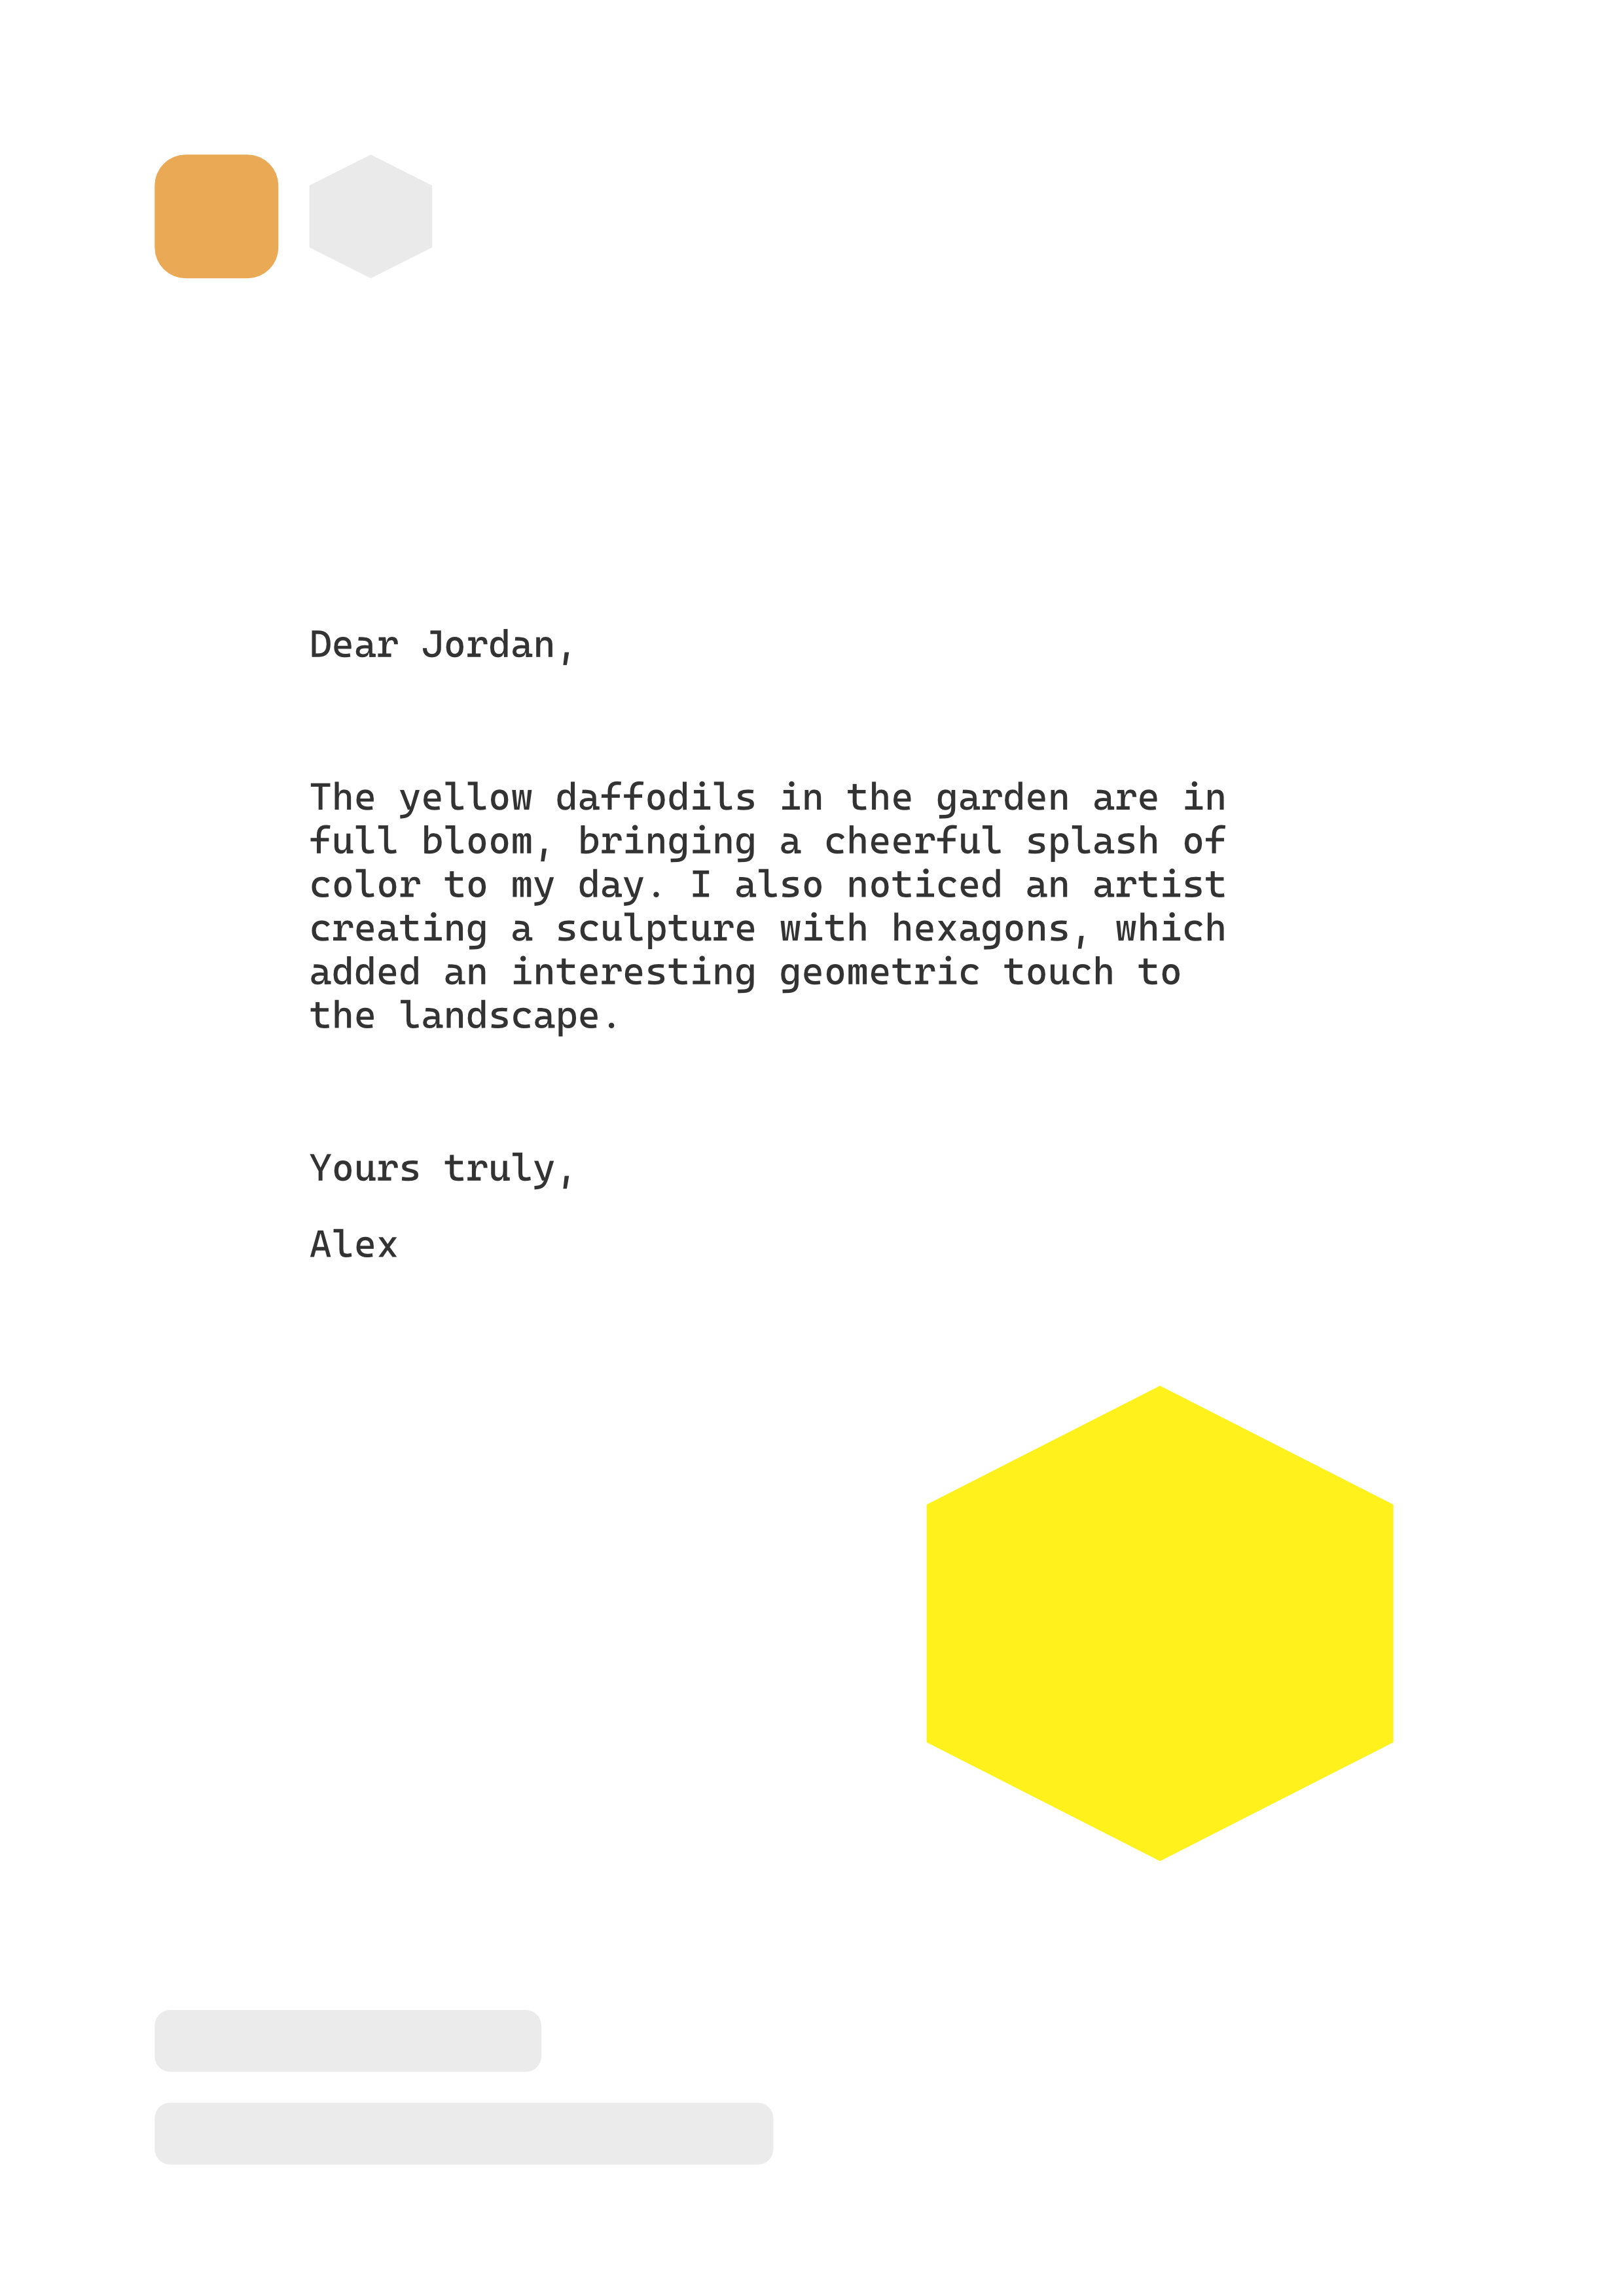 Dear Jordan,
The yellow daffodils in the garden are in
full bloom, bringing a cheerful splash of
color to my day. I also noticed an artist
creating a sculpture with hexagons, which
added an interesting geometric touch to
the landscape.
Yours truly,
Alex